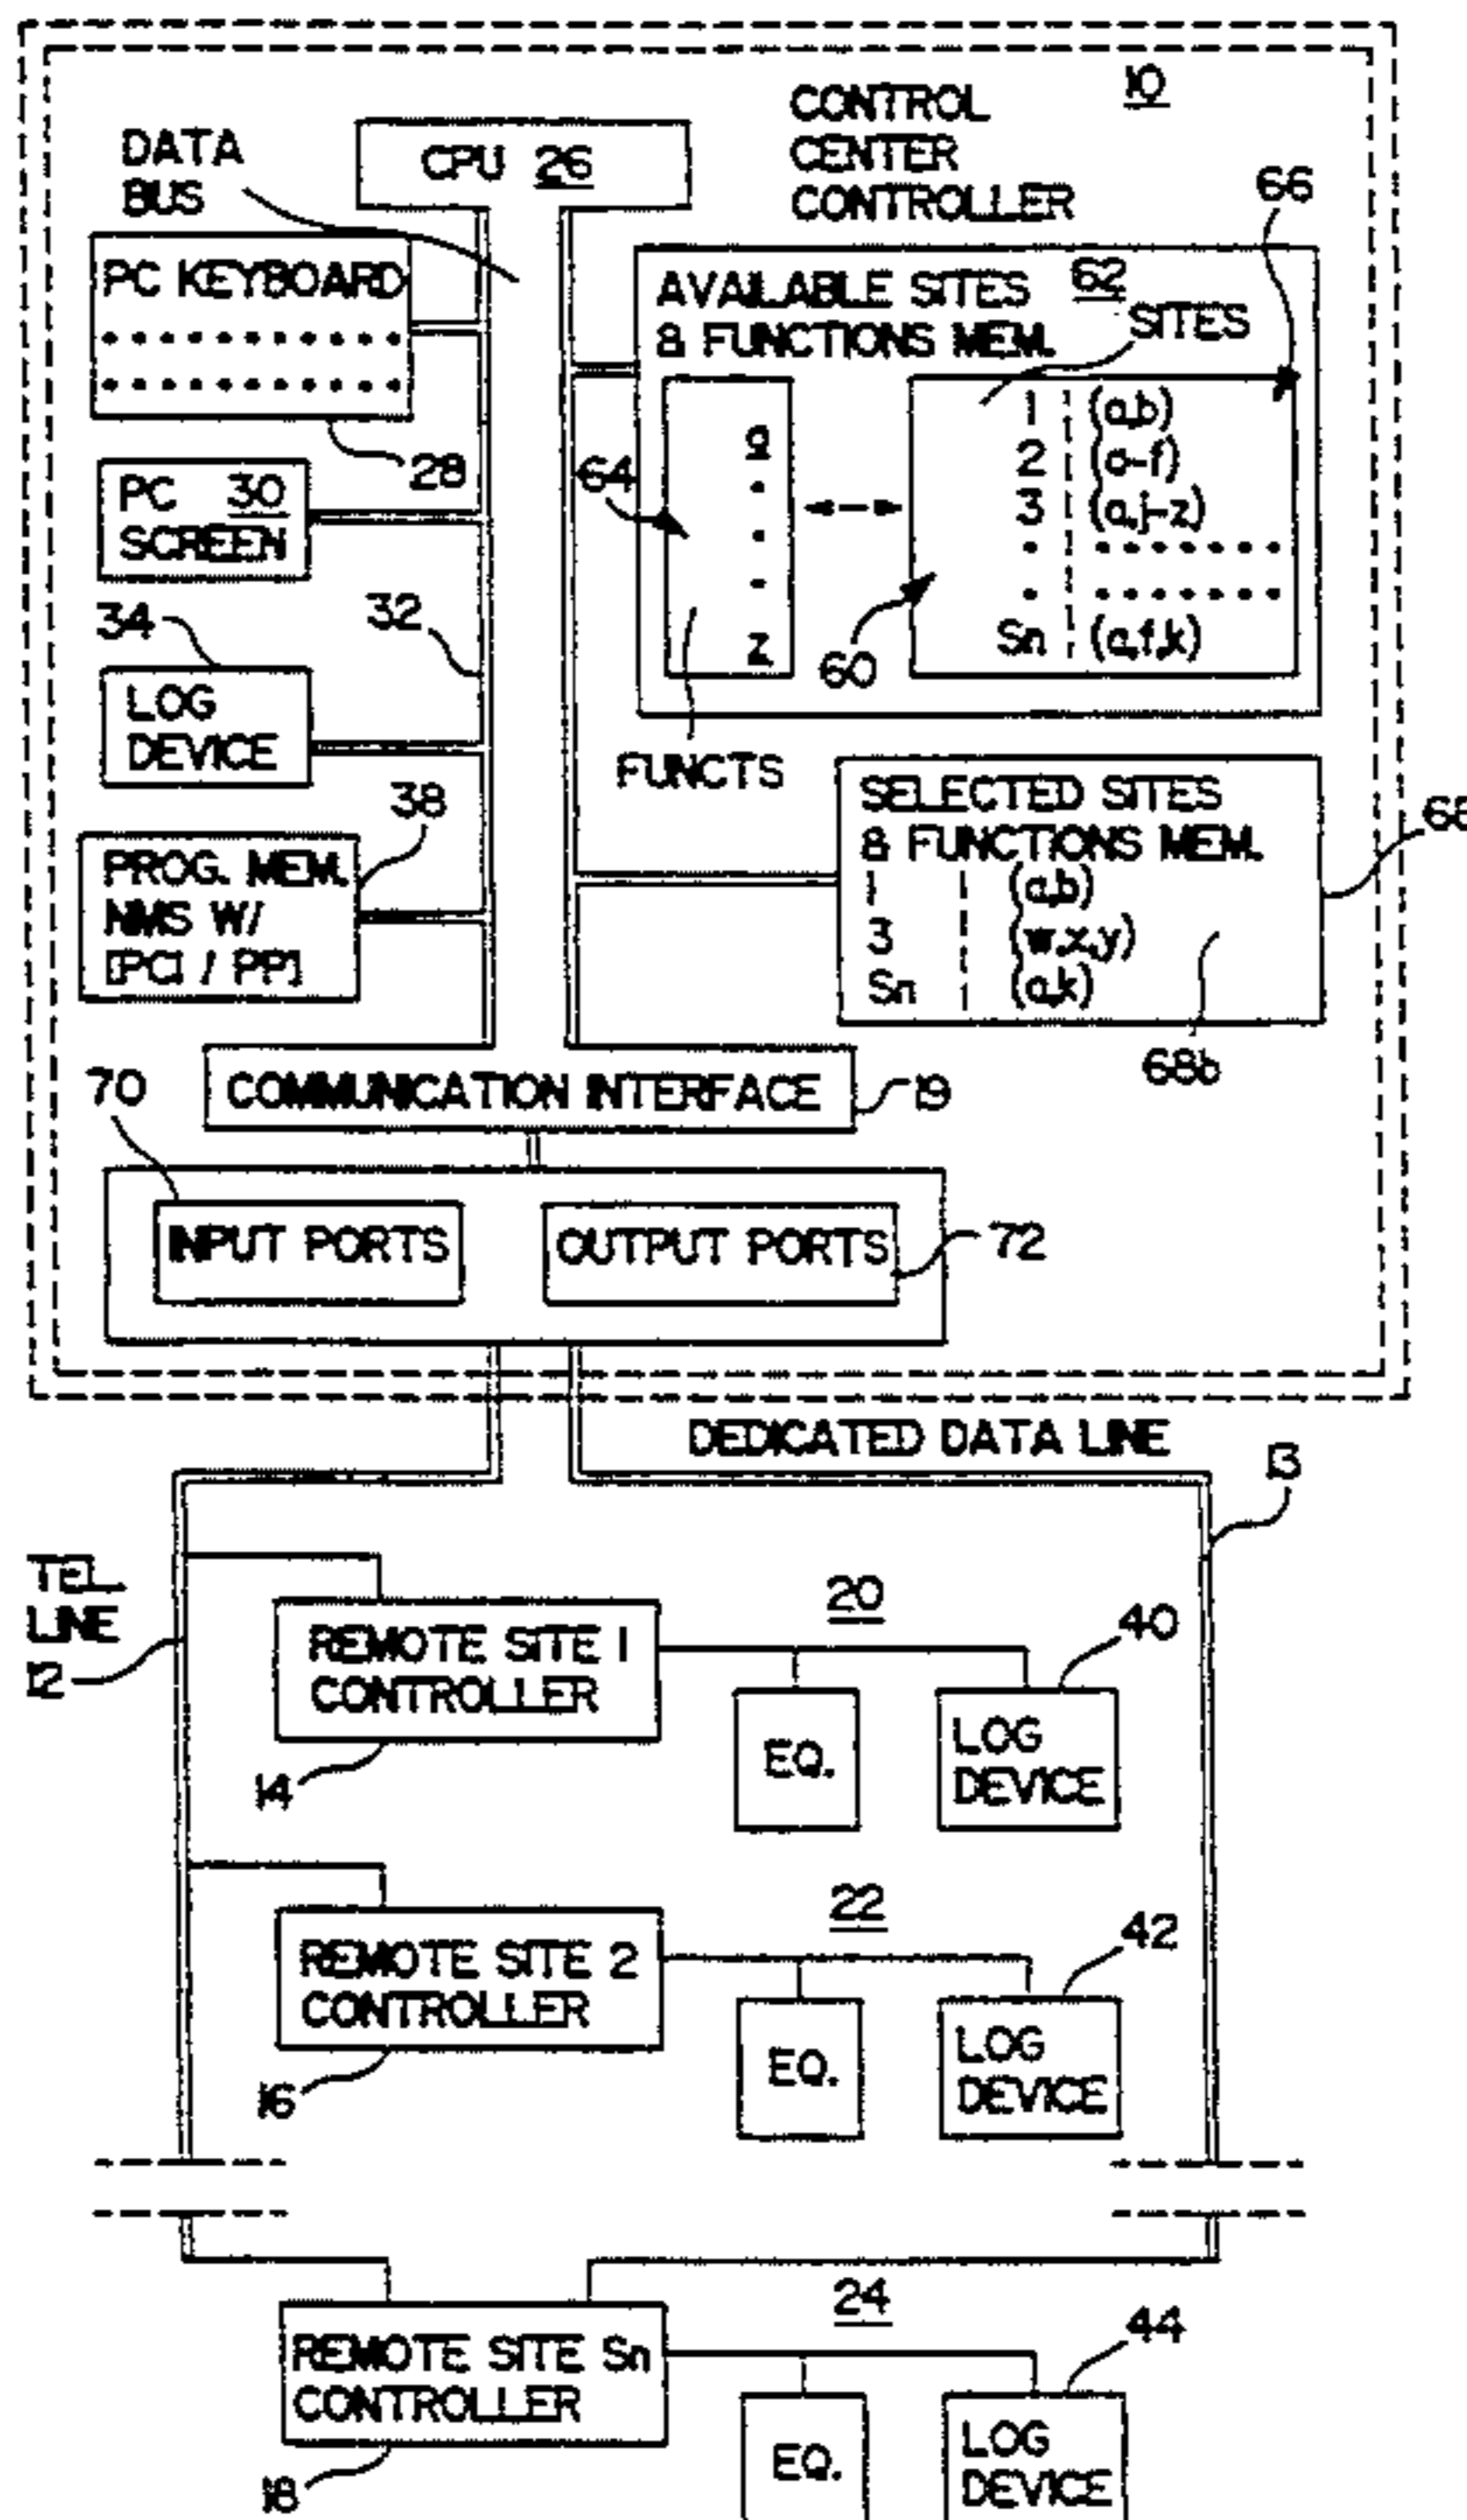 10
CONTROL
CENTER
CONTROLLER
DATA
BUS
CPU 26
66
PC KEYBOARD
28
AVAILABLE SITES 62
& FUNCTIONS MEM.
SITES
a
z
64
1 (a,b)
2 (a-f)
3 (a,j-z)
Sn (a,f,k)
60
FUNCTS
PC 30
SCREEN
34
32
LOG
DEVICE
38
PROG. MEM.
NMS W/
[PC1 / PP]
SELECTED SITES
& FUNCTIONS MEM.
1 (a,b)
3 (w,x,y)
Sn (a,k)
68b
COMMUNICATION INTERFACE
19
70
INPUT PORTS
OUTPUT PORTS
72
DEDICATED DATA LINE
13
TEL
LINE
12
REMOTE SITE 1
CONTROLLER
14
20
40
EQ.
LOG
DEVICE
REMOTE SITE 2
CONTROLLER
16
22
42
EQ.
LOG
DEVICE
REMOTE SITE Sn
CONTROLLER
18
24
44
EQ.
LOG
DEVICE